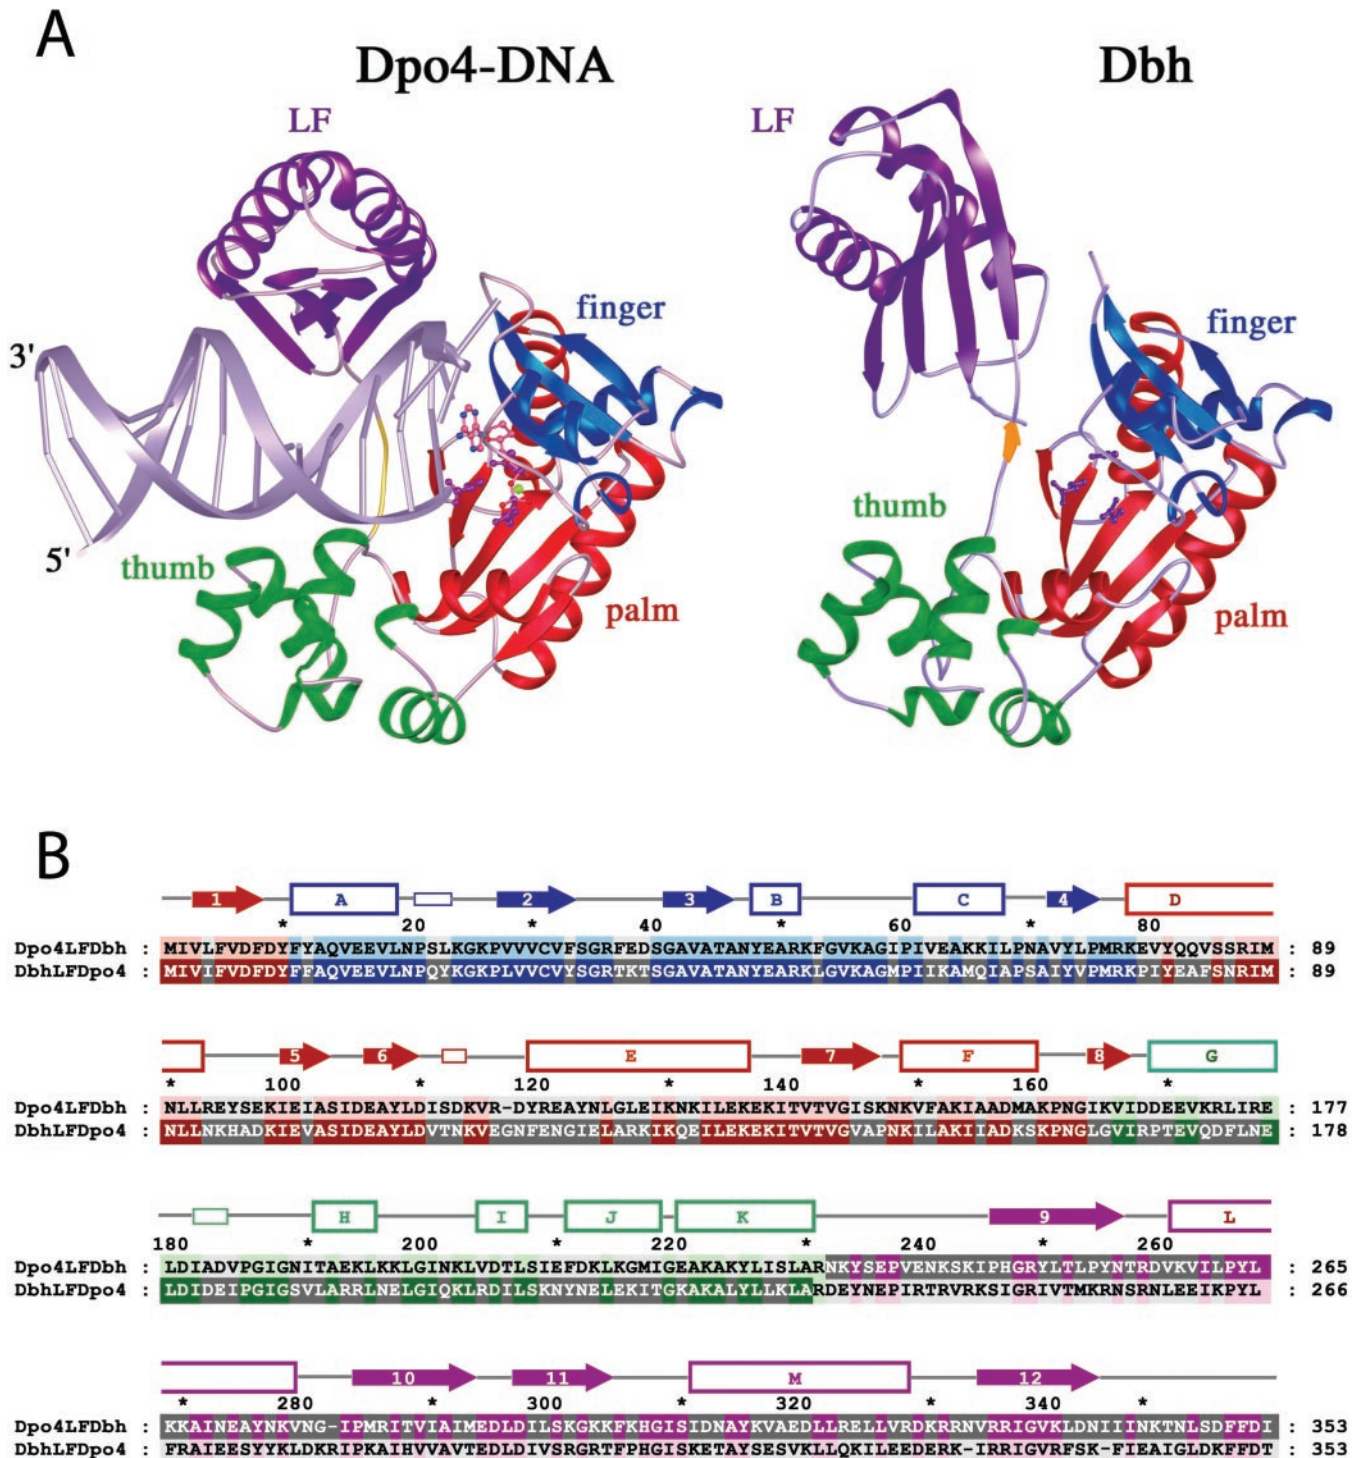 A
Dpo4-DNA
Dbh
LF
LF
finger
finger
3'
5'
thumb
thumb
palm
palm
B
1 A 2 3 B C 4 D
* 20 * 40 * 60 * 80
Dpo4LFDbh : MIVLFVDFDYFYAQVEEVLNPSLKGKPVVVCVFSGRFEDSGAVATANYEARKFGVKAGIPIVEAKKILPNAVYLPMRKEVYQQVSSRIM : 89
DbhLFDpo4 : MIVIFVDFDYFFAQVEEVLNPQYKGKPLVVCVYSGRTKTSGAVATANYEARKLGVKAGMPIIKAMQIAPSAIYVPMRKPIYEAFSNRIM : 89
5 6 E 7 F 8 G
* 100 * 120 * 140 * 160 *
Dpo4LFDbh : NLLREYSEKIEIASIDEAYLDISDKVR-DYREAYNLGLEIKNKILEKEKITVTVGISKNKVFAKIAADMAKPNGIKVIDDEEVKRLIRE : 177
DbhLFDpo4 : NLLNKHADKIEVASIDEAYLDVTNKVEGNFENGIELARKIKQEILEKEKITVTVGVAPNKILAKIIADKSKPNGLGVIRPTEVQDFLNE : 178
H I J K 9 L
180 * 200 * 220 * 240 * 260
Dpo4LFDbh : LDIADVPGIGNITAEKLKKLGINKLVDTLSIEFDKLKGMIGEAKAKYLISLARNKYSEPVENKSKIPHGRYLTLPYNTRDVKVILPYL : 265
DbhLFDpo4 : LDIDEIPGIGSVLARRLNELGIQKLRDILSKNYNELEKITGKAKALYLLKLARDEYNEPIRTRVRKSIGRIVTMKRNSRNLEEIKPYL : 266
10 11 M 12
* 280 * 300 * 320 * 340 *
Dpo4LFDbh : KKAINEAYNKVNG-IPMRITVIAIMEDLDILSKGKKFKHGISIDNAYKVAEDLLRELLVRDKRRNVRRIGVKLDNIIINKTNLSDFFDI : 353
DbhLFDpo4 : FRAIEESYYKLDKRIPKAIHVVAVTEDLDIVSRGRTFPHGISKETAYSESVKLLQKILEEDERK-IRRIGVRFSK-FIEAIGLDKFFDT : 353